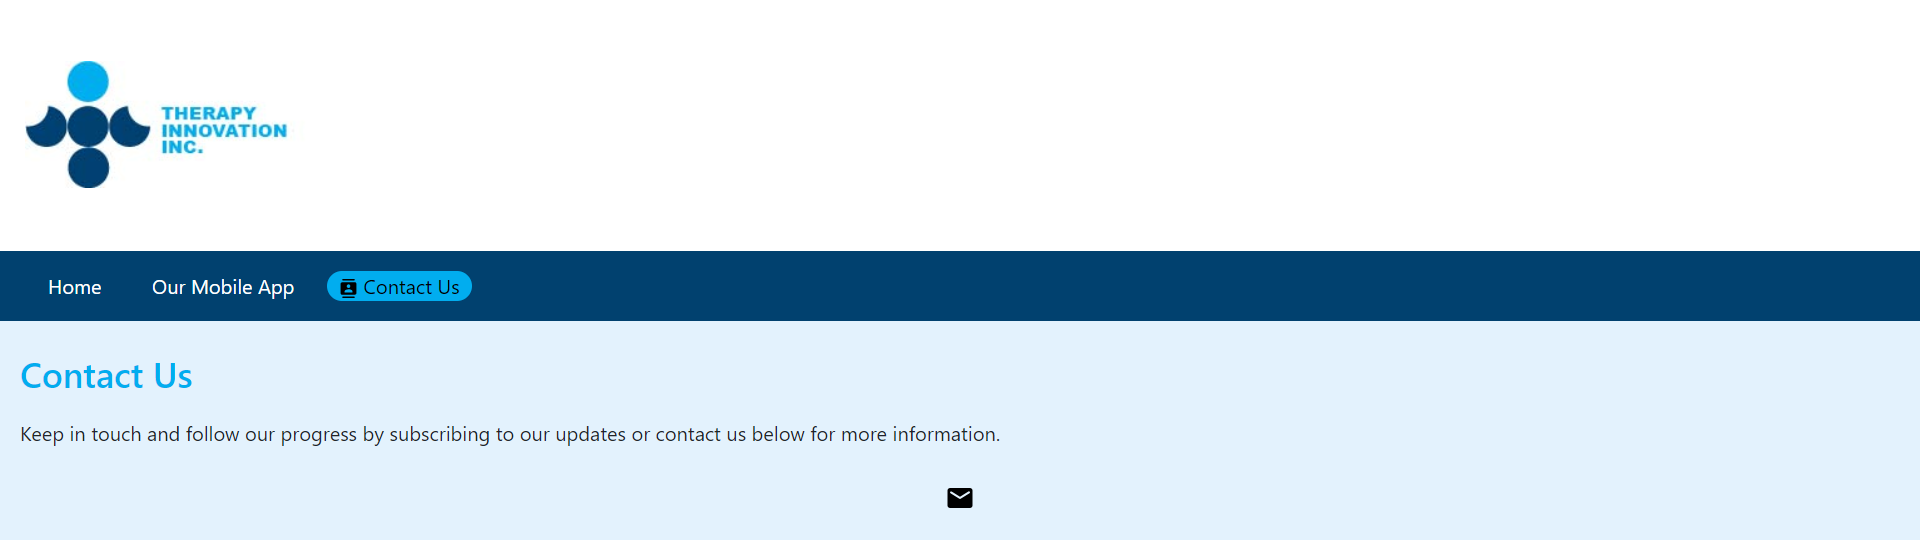 THERAPY
INNOVATION
INC.
Home Our Mobile App Contact Us
Contact Us
Keep in touch and follow our progress by subscribing to our updates or contact us below for more information.